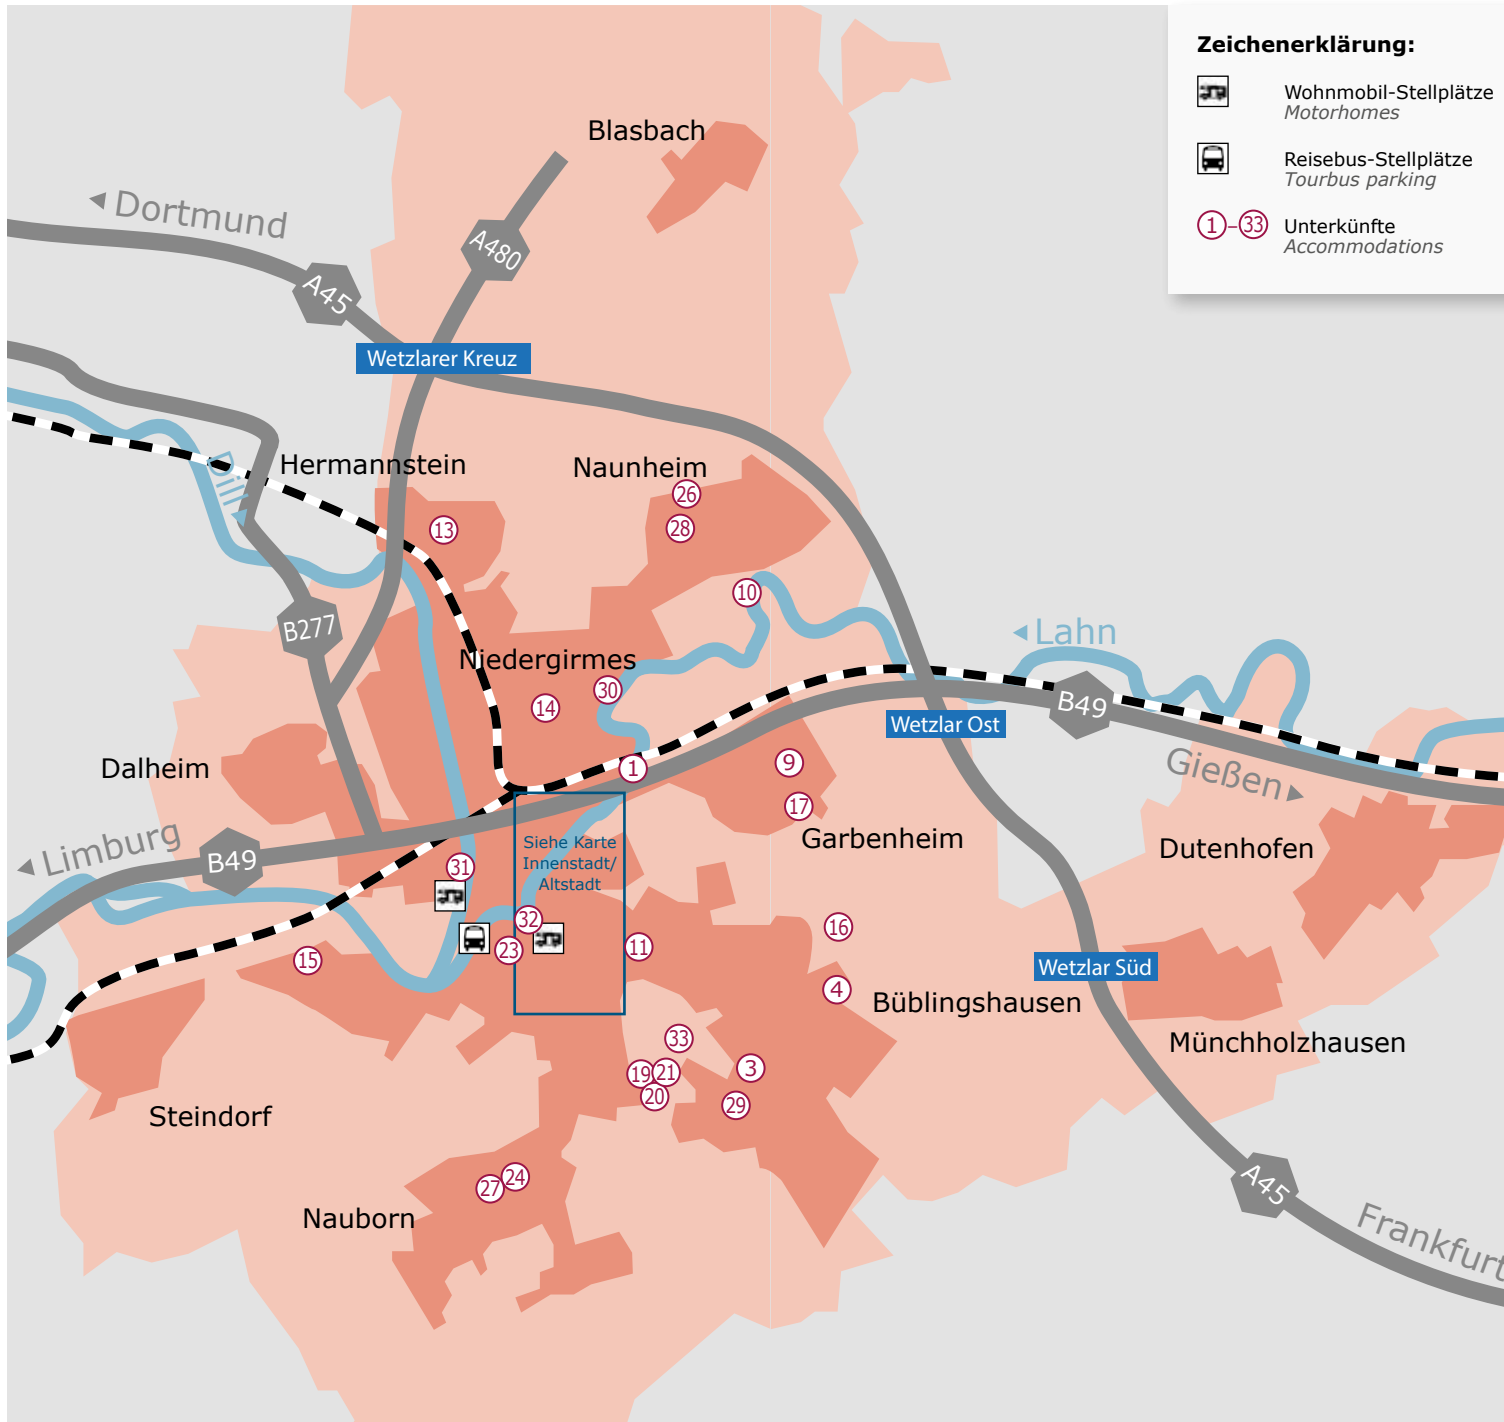 Zeichenerklärung:
Wohnmobil-Stellplätze
Motorhomes
Reisebus-Stellplätze
Tourbus parking
1-33 Unterkünfte
Accommodations
Blasbach
Dortmund
A480
A45
Wetzlarer Kreuz
Hermannstein
Naunheim
Dill
26
13
28
10
B277
Lahn
Niedergirmes
30
14
B49
Wetzlar Ost
Dalheim
1
9
Gießen
17
Limburg
B49
Siehe Karte
Innenstadt/
Altstadt
Garbenheim
Dutenhofen
31
32
16
23
11
15
Wetzlar Süd
4
Büblingshausen
33
Münchholzhausen
19
21
3
20
29
Steindorf
24
27
A45
Nauborn
Frankfurt